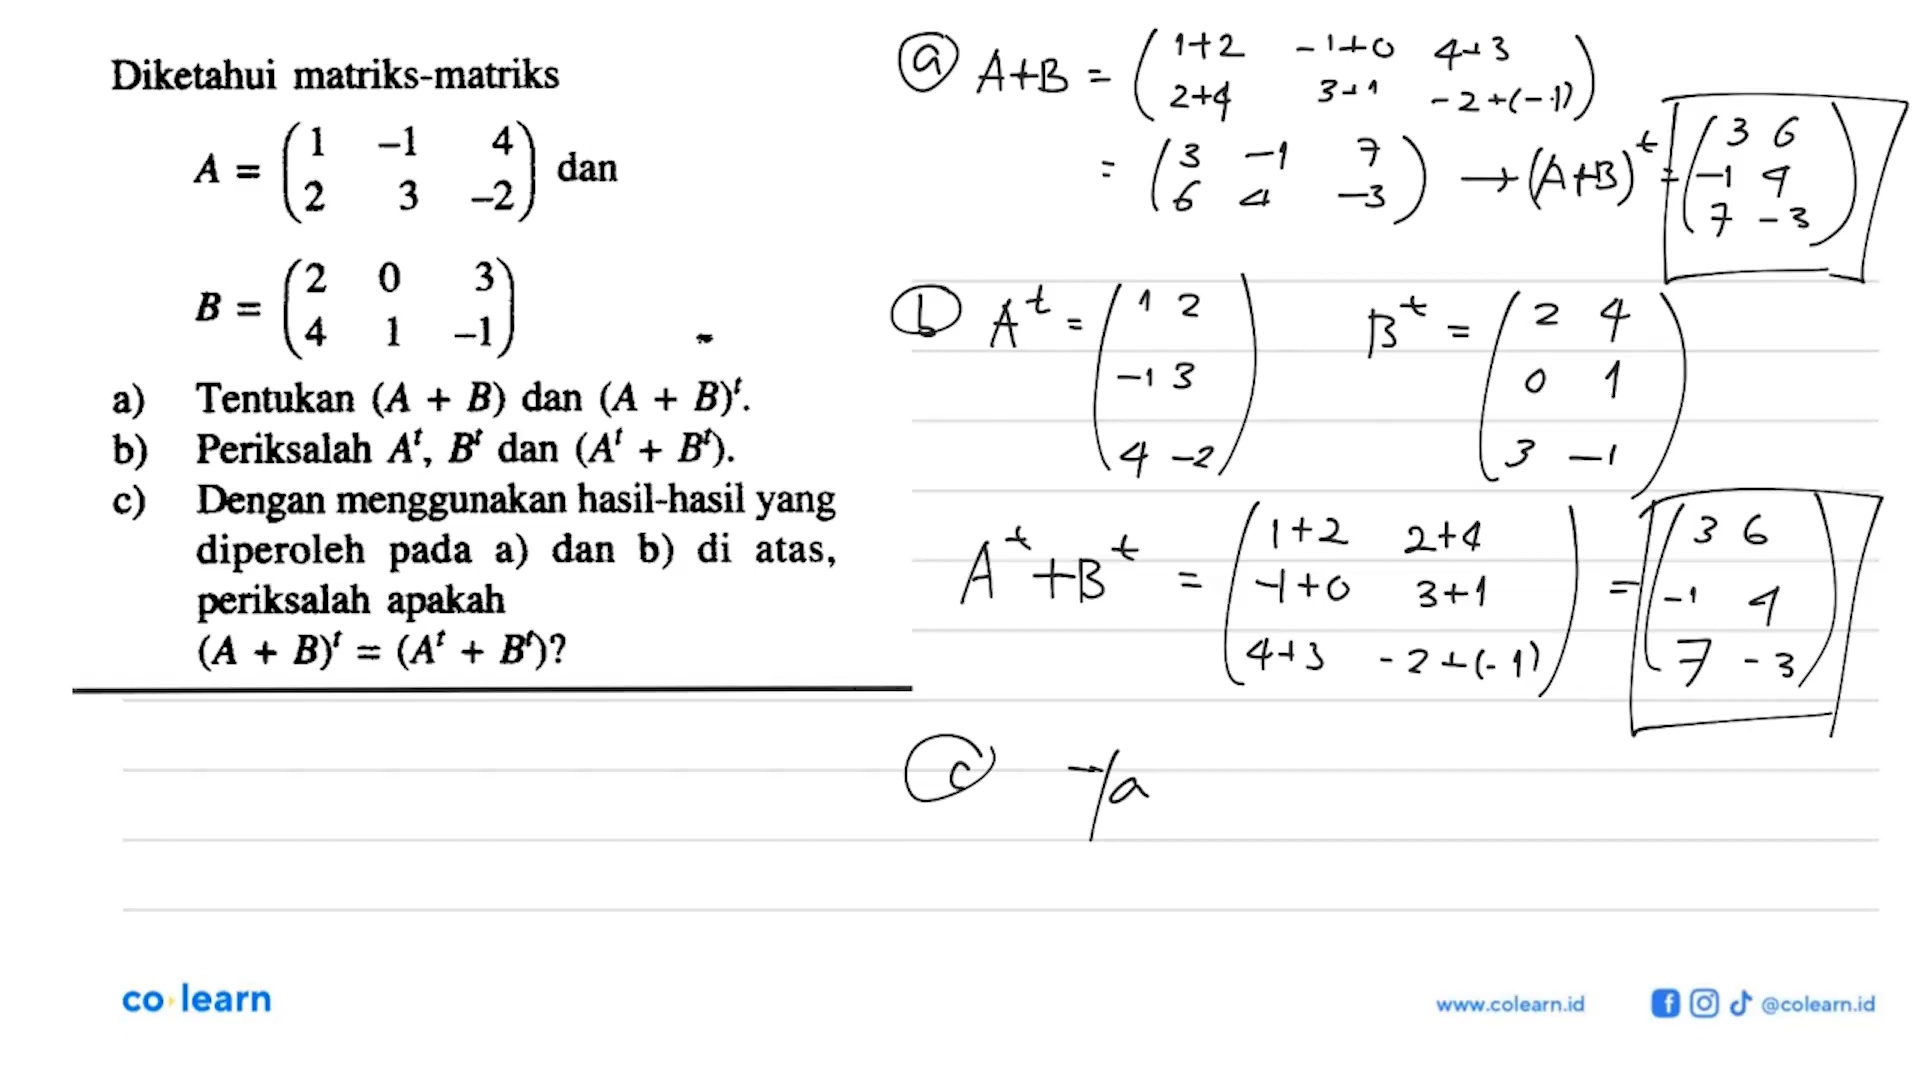 Diketahui matriks-matriks
A = (1 -1 4
2 3 -2) dan
B = (2 0 3
4 1 -1)
a) Tentukan (A + B) dan (A + B)^t.
b) Periksalah A^t, B^t dan (A^t + B^t).
c) Dengan menggunakan hasil-hasil yang
diperoleh pada a) dan b) di atas,
periksalah apakah
(A + B)^t = (A^t + B^t)?
a A+B = (1+2 -1+0 4+3
2+4 3+1 -2+(-1))
= (3 -1 7
6 4 -3) → (A+B)^t = (3 6
-1 4
7 -3)
b A^t = (1 2
-1 3
4 -2)
B^t = (2 4
0 1
3 -1)
A^t + B^t = (1+2 2+4
-1+0 3+1
4+3 -2+(-1))
= (3 6
-1 4
7 -3)
c
co learn
www.colearn.id
@colearn.id